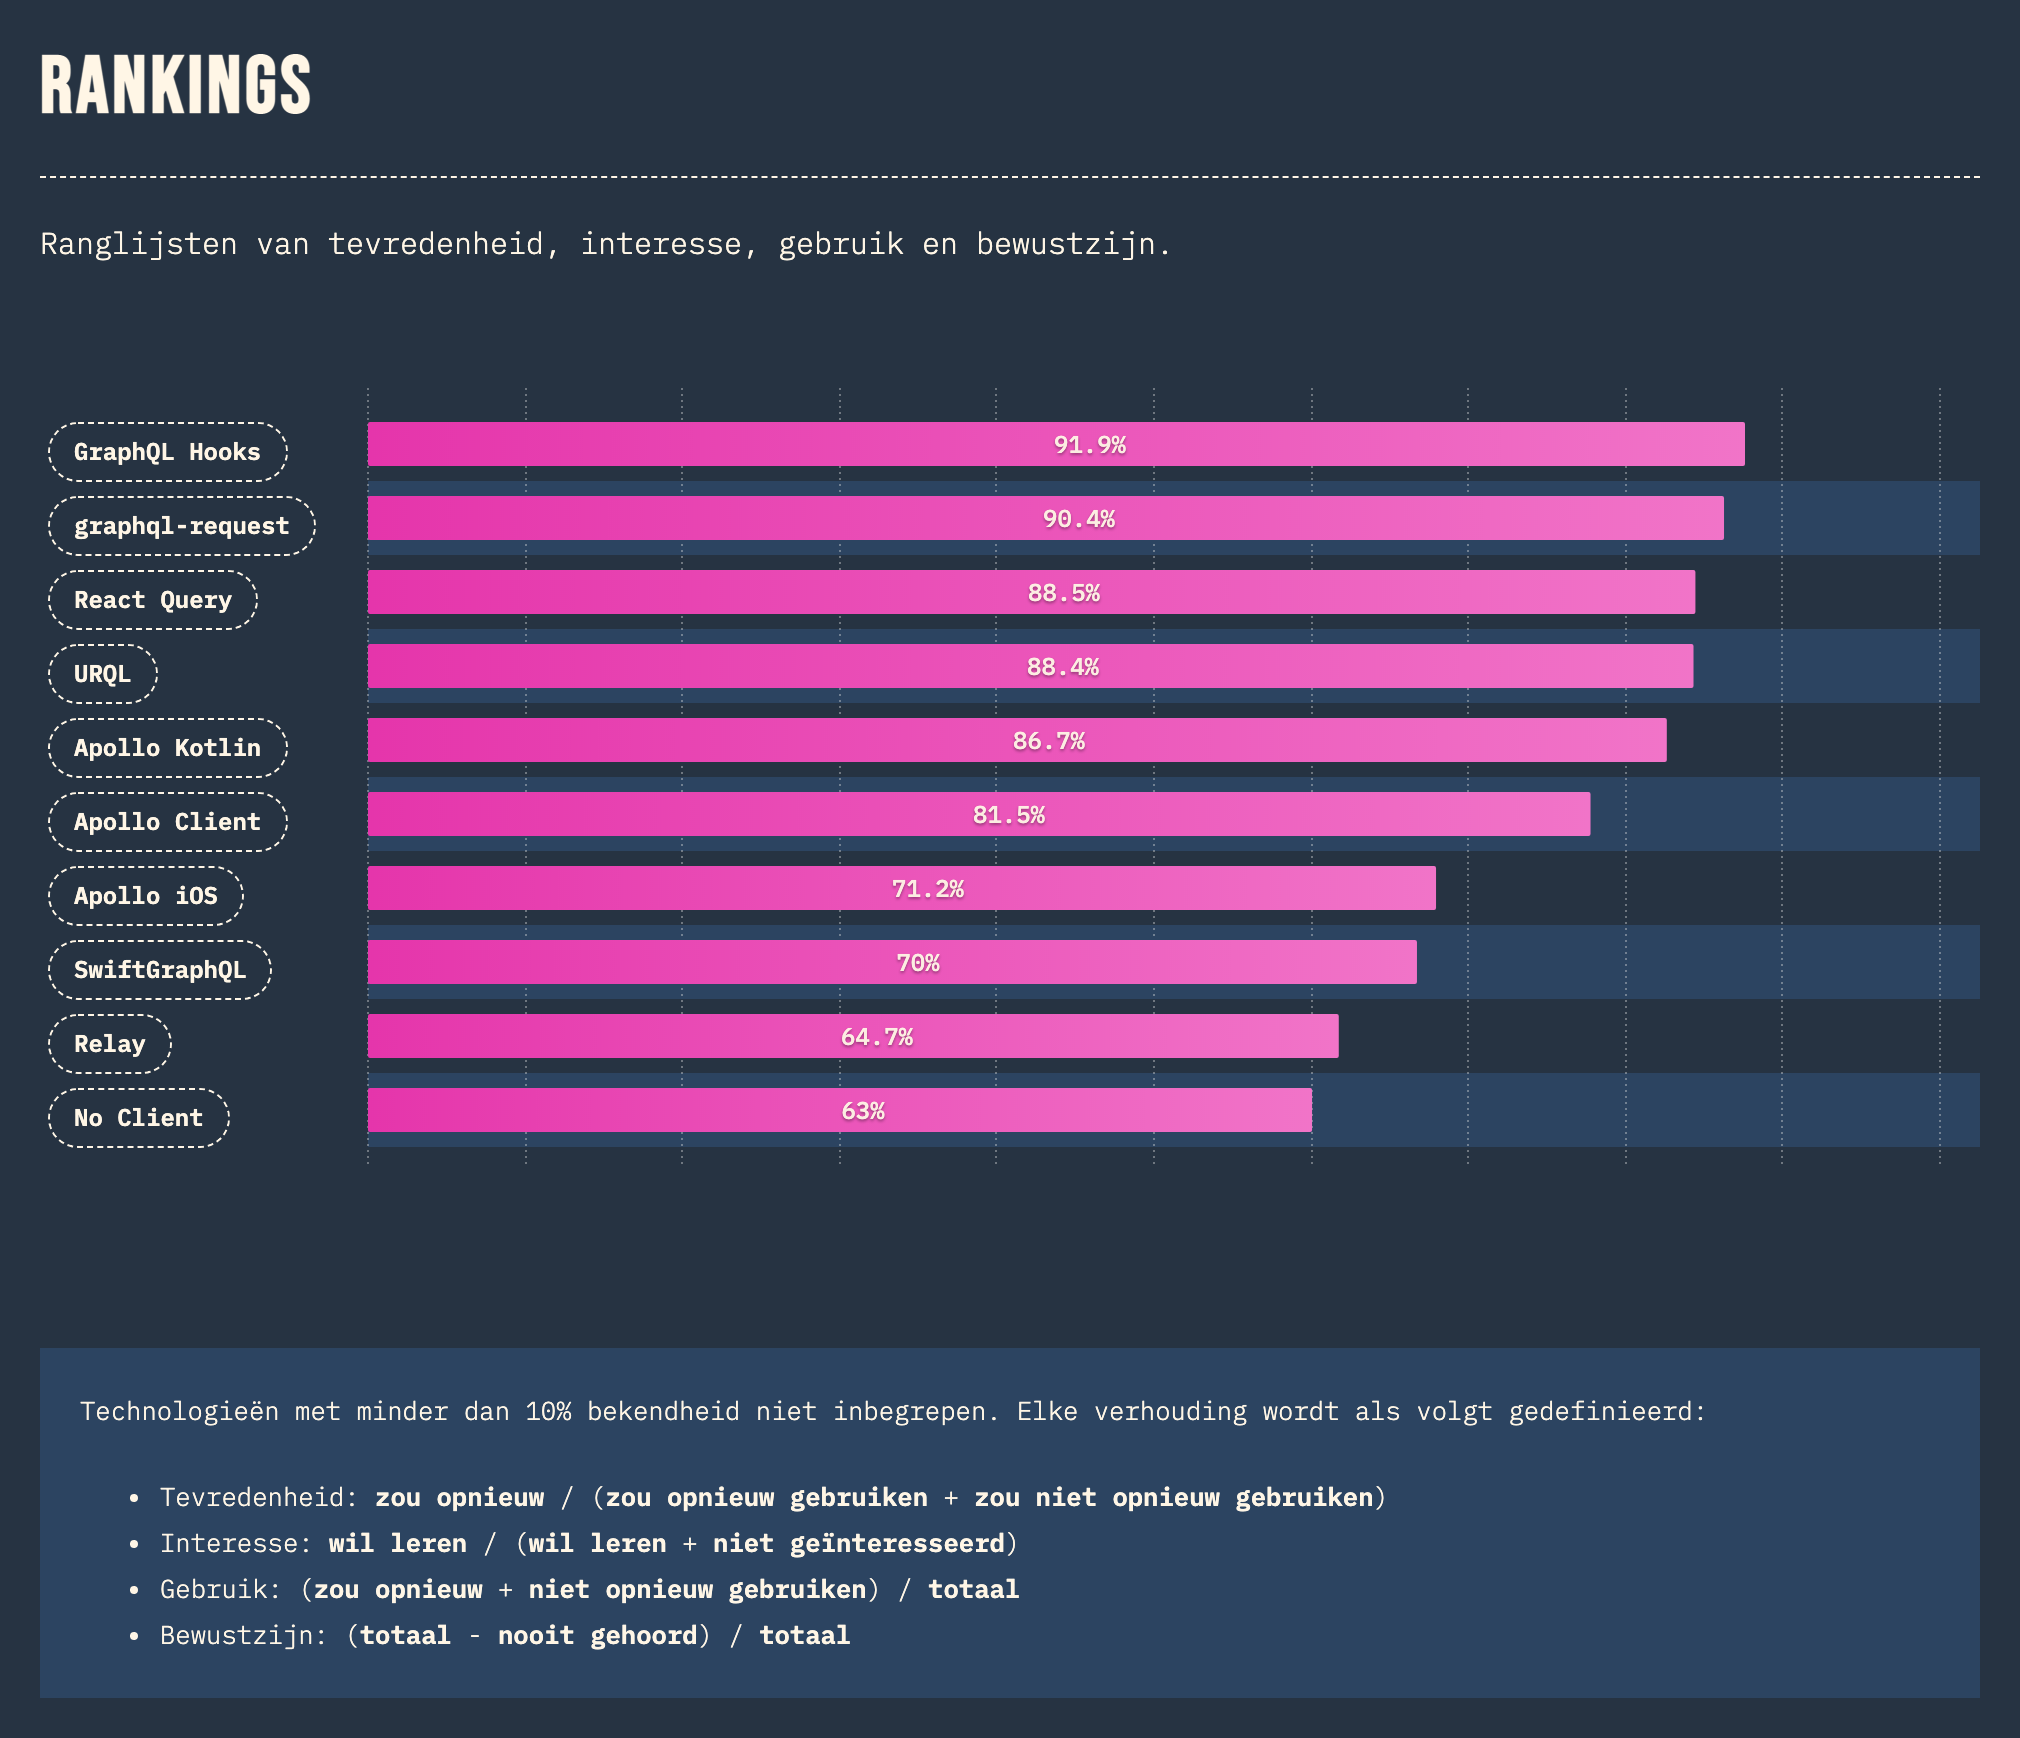 RANKINGS
Ranglijsten van tevredenheid, interesse, gebruik en bewustzijn.
GraphQL Hooks 91.9%
graphql-request 90.4%
React Query 88.5%
URQL 88.4%
Apollo Kotlin 86.7%
Apollo Client 81.5%
Apollo iOS 71.2%
SwiftGraphQL 70%
Relay 64.7%
No Client 63%
Technologieën met minder dan 10% bekendheid niet inbegrepen. Elke verhouding wordt als volgt gedefinieerd:
• Tevredenheid: zou opnieuw / (zou opnieuw gebruiken + zou niet opnieuw gebruiken)
• Interesse: wil leren / (wil leren + niet geïnteresseerd)
• Gebruik: (zou opnieuw + niet opnieuw gebruiken) / totaal
• Bewustzijn: (totaal - nooit gehoord) / totaal